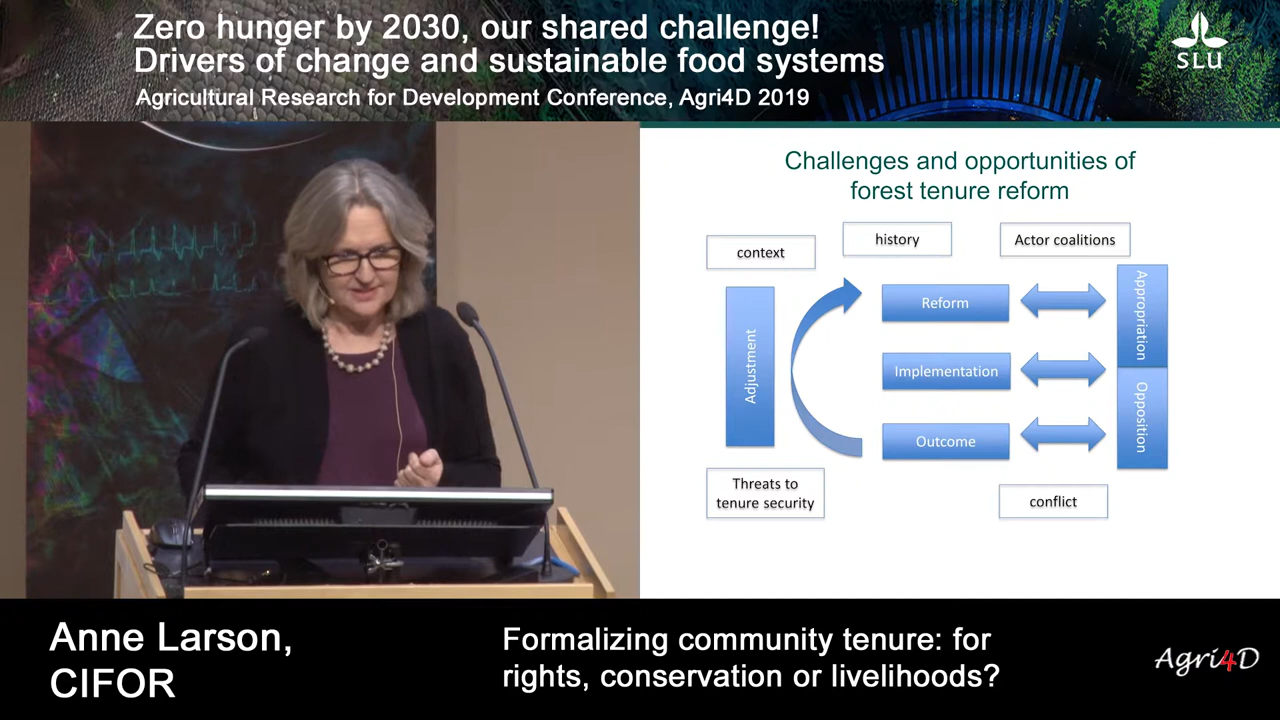 Zero hunger by 2030, our shared challenge!
Drivers of change and sustainable food systems
Agricultural Research for Development Conference, Agri4D 2019
SLU
Challenges and opportunities of
forest tenure reform
context
history
Actor coalitions
Adjustment
Reform
Implementation
Outcome
Appropriation
Opposition
Threats to
tenure security
conflict
Anne Larson,
CIFOR
Formalizing community tenure: for
rights, conservation or livelihoods?
Agri4D